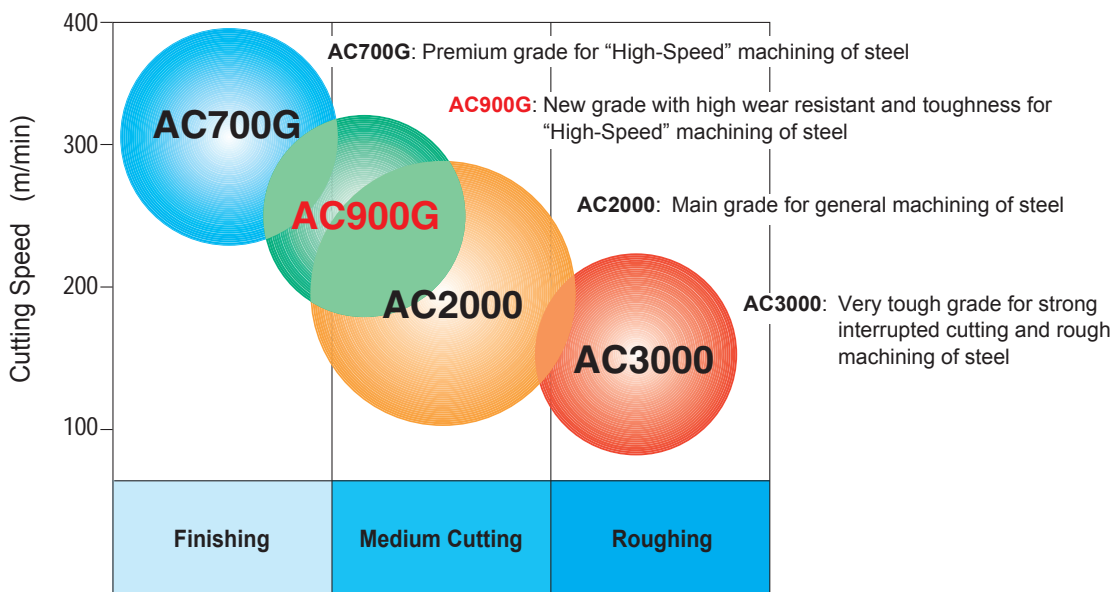 400
AC700G: Premium grade for “High-Speed” machining of steel
AC900G: New grade with high wear resistant and toughness for
“High-Speed” machining of steel
AC700G
300
AC2000: Main grade for general machining of steel
AC900G
Cutting Speed (m/min)
200
AC2000
AC3000: Very tough grade for strong
interrupted cutting and rough
machining of steel
AC3000
100
Finishing
Medium Cutting
Roughing